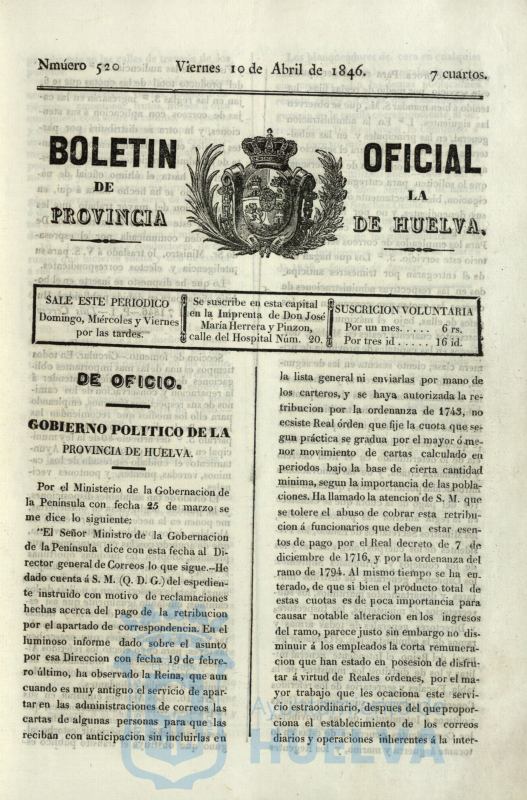 Nmúero 520 Viernes 10 de Abril de 1846. 7 cuartos.
BOLETIN OFICIAL
DE LA
PROVINCIA DE HUELVA.
SALE ESTE PERIODICO
Domingo, Miércoles y Viernes
por las tardes.
Se suscribe en esta capital
en la Imprenta de Don José
María Herrera y Pinzon,
calle del Hospital Núm. 20.
SUSCRICION VOLUNTARIA
Por un mes. . . . . 6 rs.
Por tres id . . . . . . 16 id.
DE OFICIO.
GOBIERNO POLITICO DE LA
PROVINCIA DE HUELVA.
Por el Ministerio de la Gobernacion de
la Península con fecha 25 de marzo se
me dice lo siguiente:
"El Señor Ministro de la Gobernacion
de la Península dice con esta fecha al Di-
rector general de Correos lo que sigue.-He
dado cuenta á S. M. (Q. D. G.) del espedien-
te instruido con motivo de reclamaciones
hechas acerca del pago de la retribucion
por el apartado de correspondencia. En el
luminoso informe dado sobre el asunto
por esa Direccion con fecha 19 de febre-
ro último, ha observado la Reina, que aun
cuando es muy antiguo el servicio de apar-
tar en las administraciones de correos las
cartas de algunas personas para que las
reciban con anticipacion sin incluirlas en
la lista general ni enviarlas por mano de
los carteros, y se haya autorizada la re-
tribucion por la ordenanza de 1743, no
ecsiste Real órden que fije la cuota que se-
gun práctica se gradua por el mayor ó me-
nor movimiento de cartas calculado en
periodos bajo la base de cierta cantidad
mínima, segun la importancia de las pobla-
ciones. Ha llamado la atencion de S. M. que
se tolere el abuso de cobrar esta retribu-
cion á funcionarios que deben estar esen-
tos de pago por el Real decreto de 7 de
diciembre de 1716, y por la ordenanza del
ramo de 1794. Al mismo tiempo se ha en-
terado, de que si bien el producto total de
estas cuotas es de poca importancia para
causar notable alteracion en los ingresos
del ramo, parece justo sin embargo no dis-
minuir á los empleados la corta remunera-
cion que han estado en posesion de disfru-
tar á virtud de Reales órdenes, por el ma-
yor trabajo que les ocaciona este servi-
cio estraordinario, despues del que propor-
ciona el establecimiento de los correos
diarios y operaciones inherentes á la inter-
HUELVA